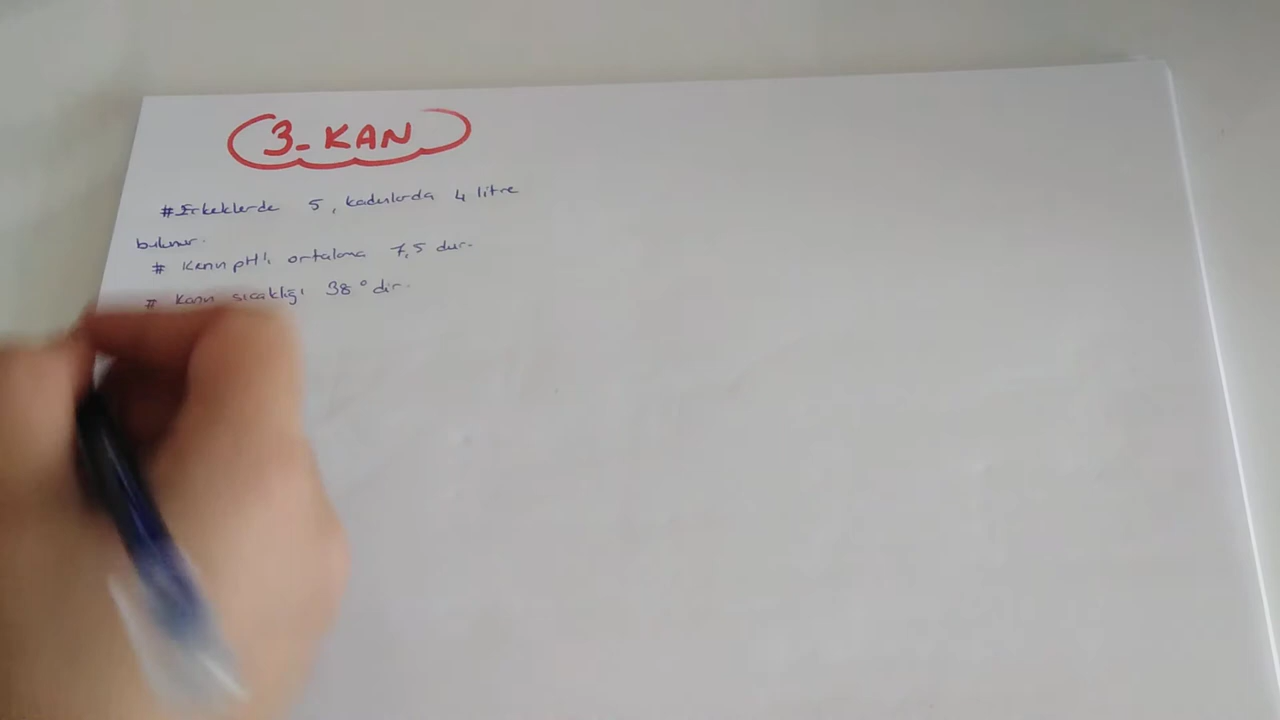 3- KAN
# Erkeklerde 5, kadınlarda 4 litre
bulunur.
# Kanın pH'ı ortalama 7,5 dur.
# Kanın sıcaklığı 38° dir.